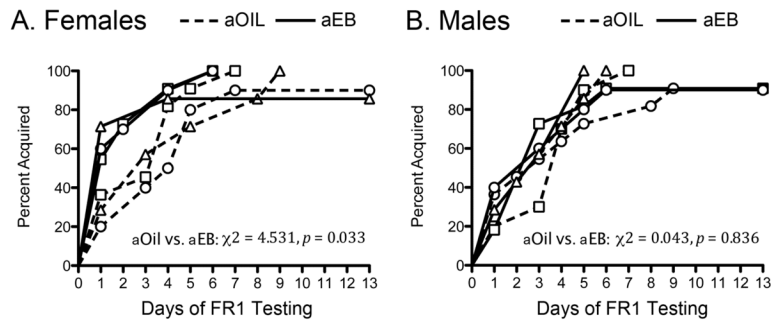 A. Females
aOIL
aEB
Percent Acquired
100
80
60
40
20
0
aOil vs. aEB: χ2 = 4.531, p = 0.033
0 1 2 3 4 5 6 7 8 9 10 11 12 13
Days of FR1 Testing
B. Males
aOIL
aEB
Percent Acquired
100
80
60
40
20
0
aOil vs. aEB: χ2 = 0.043, p = 0.836
0 1 2 3 4 5 6 7 8 9 10 11 12 13
Days of FR1 Testing